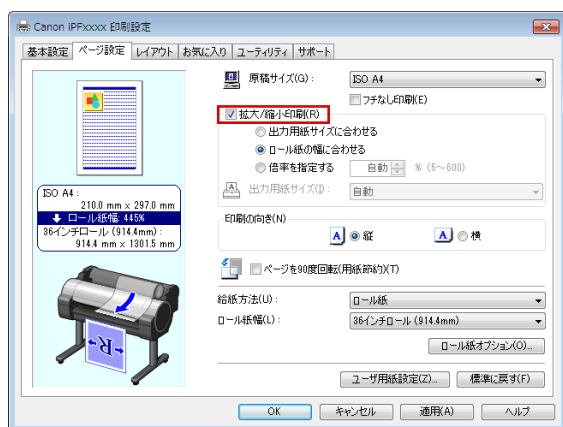 Canon iPFxxxx 印刷設定
基本設定 ページ設定 レイアウト お気に入り ユーティリティ サポート
原稿サイズ(G) : ISO A4
フチなし印刷(E)
拡大/縮小印刷(R)
出力用紙サイズに合わせる
ロール紙の幅に合わせる
倍率を指定する 自動 % (5～600)
出力用紙サイズ(I): 自動
ISO A4 :
210.0 mm × 297.0 mm
ロール紙幅: 445%
36インチロール (914.4mm) :
914.4 mm × 1301.5 mm
印刷の向き(N)
A 縦 A 横
ページを90度回転(用紙節約)(T)
給紙方法(U) : ロール紙
ロール紙幅(L) : 36インチロール (914.4mm)
ロール紙オプション(O)...
R
ユーザ用紙設定(Z)... 標準に戻す(F)
OK キャンセル 適用(A) ヘルプ